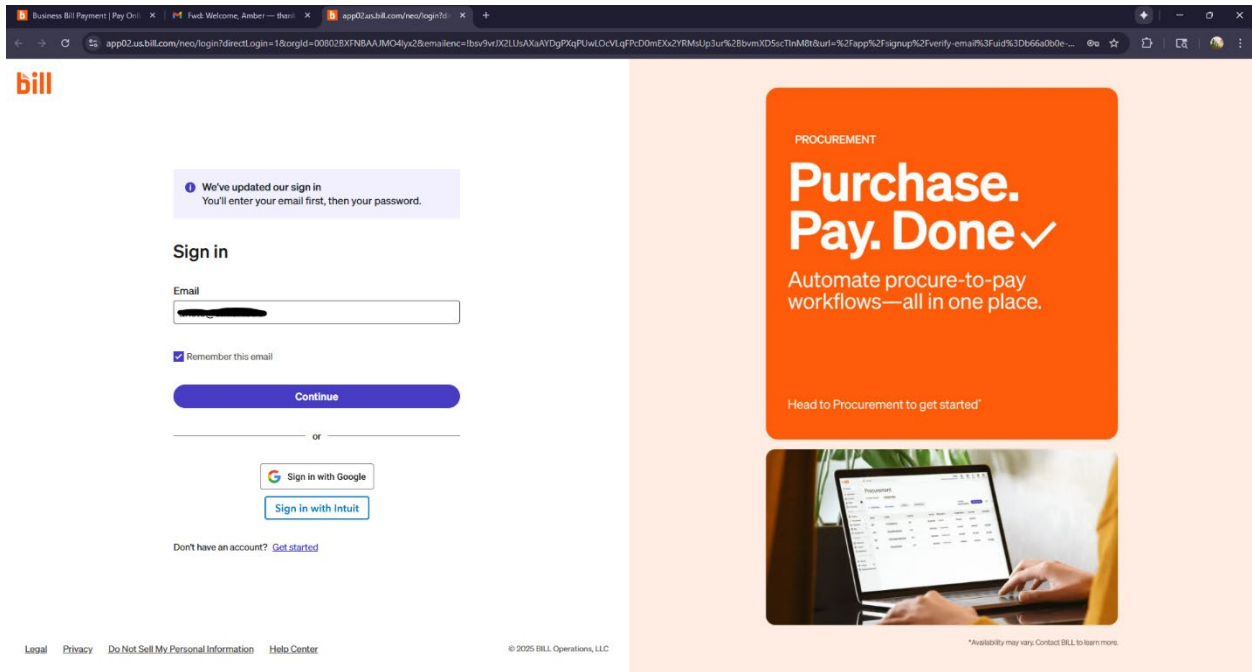 Business Bill Payment | Pay Onli
Fwd: Welcome, Amber — thank
app02.us.bill.com/neo/login?di
app02.us.bill.com/neo/login?directLogin=1&orgId=00802BXFNBAAJMO4lyx2&emailenc=!bsv9vrJX2LUsAXaAYDgPXqPUwLOcVLqFPcD0mEXx2YRMsUp3ur%2BbvmXD5scTlnM8t&url=%2Fapp%2Fsignup%2Fverify-email%3Fuid%3Db66a0b0e-...
bill
We've updated our sign in
You'll enter your email first, then your password.
Sign in
Email
Remember this email
Continue
or
Sign in with Google
Sign in with Intuit
Don't have an account? Get started
Legal Privacy Do Not Sell My Personal Information Help Center
© 2025 BILL Operations, LLC
PROCUREMENT
Purchase.
Pay. Done✓
Automate procure-to-pay
workflows—all in one place.
Head to Procurement to get started*
Procurement
*Availability may vary. Contact BILL to learn more.